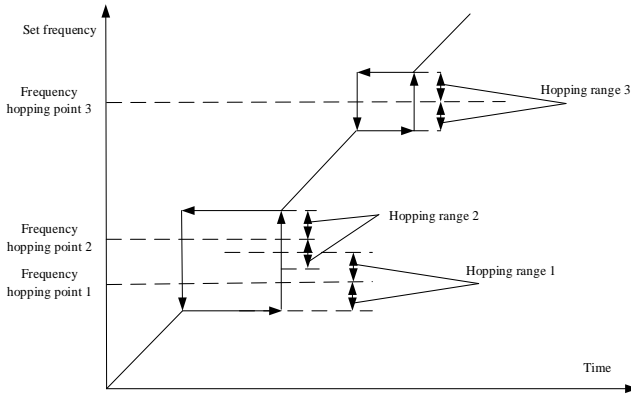 Set frequency
Frequency
hopping point 3
Hopping range 3
Frequency
hopping point 2
Hopping range 2
Frequency
hopping point 1
Hopping range 1
Time